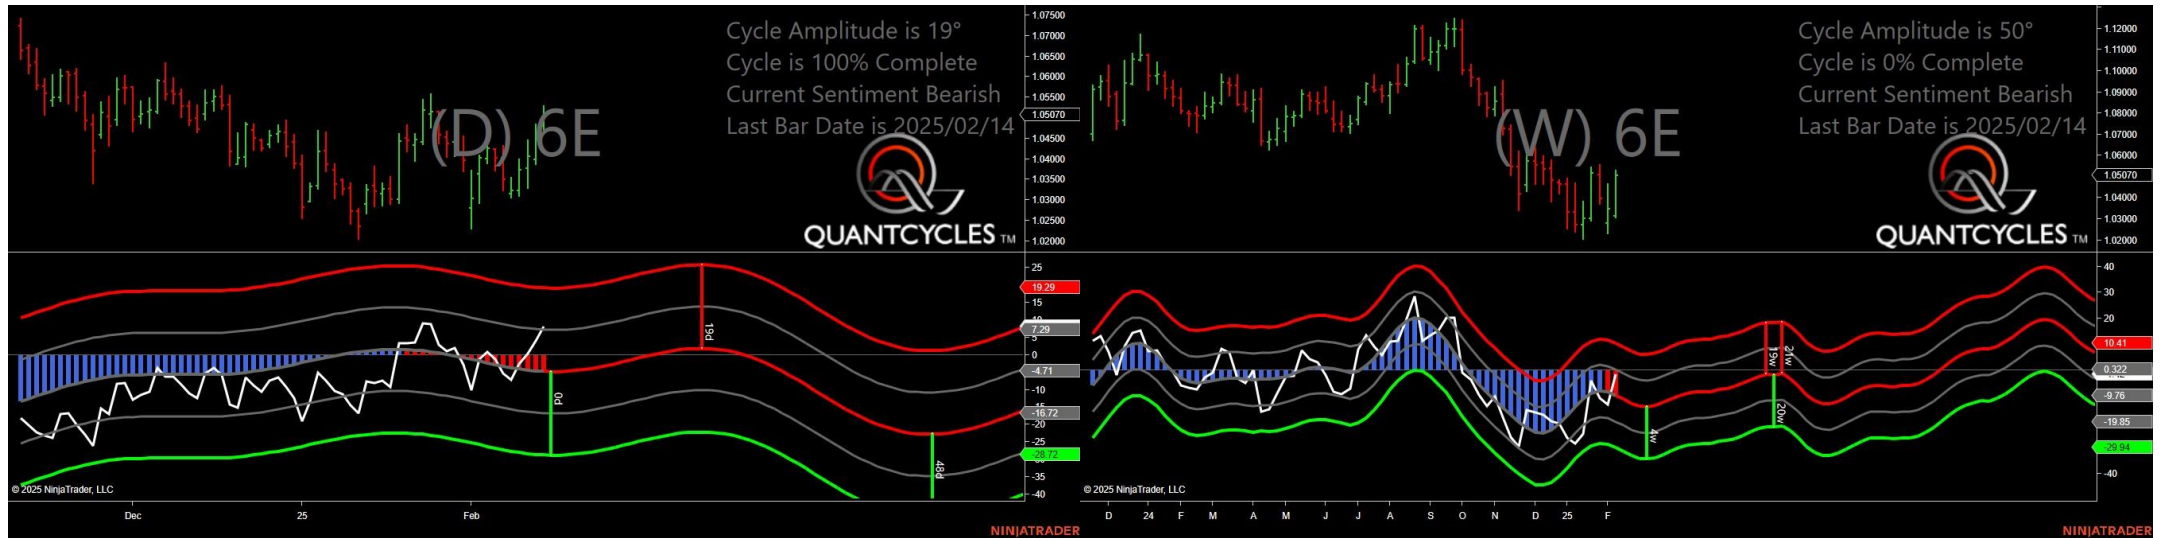 Cycle Amplitude is 19°
Cycle is 100% Complete
Current Sentiment Bearish
Last Bar Date is 2025/02/14
(D) 6E
QUANTCYCLES TM
1.07500
1.07000
1.06500
1.06000
1.05500
1.05070
1.04500
1.04000
1.03500
1.03000
1.02500
1.02000
25
19.29
15
7.29
5
0
-4.71
-10
-16.72
-20
-25
-28.72
-35
-40
19d
0d
48d
© 2025 NinjaTrader, LLC
Dec
25
Feb
NINJATRADER
Cycle Amplitude is 50°
Cycle is 0% Complete
Current Sentiment Bearish
Last Bar Date is 2025/02/14
(W) 6E
QUANTCYCLES TM
1.12000
1.11000
1.10000
1.09000
1.08000
1.07000
1.06000
1.05070
1.04000
1.03000
1.02000
40
30
20
10.41
0.322
-9.76
-19.85
-29.94
-40
4w
19w
21w
20w
© 2025 NinjaTrader, LLC
D
24
F
M
A
M
J
J
A
S
O
N
D
25
F
NINJATRADER